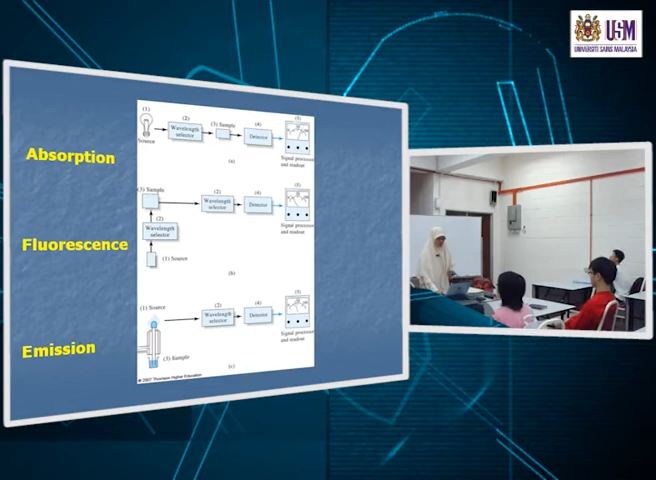 USM
UNIVERSITI SAINS MALAYSIA
Absorption
Fluorescence
Emission
(1)
Source
(2)
Wavelength
selector
(3) Sample
(4)
Detector
(5)
Signal processor
and readout
(a)
(3) Sample
(2)
Wavelength
selector
(1) Source
(2)
Wavelength
selector
(4)
Detector
(5)
Signal processor
and readout
(b)
(1) Source
(3) Sample
(2)
Wavelength
selector
(4)
Detector
(5)
Signal processor
and readout
(c)
© 2007 Thomson Higher Education